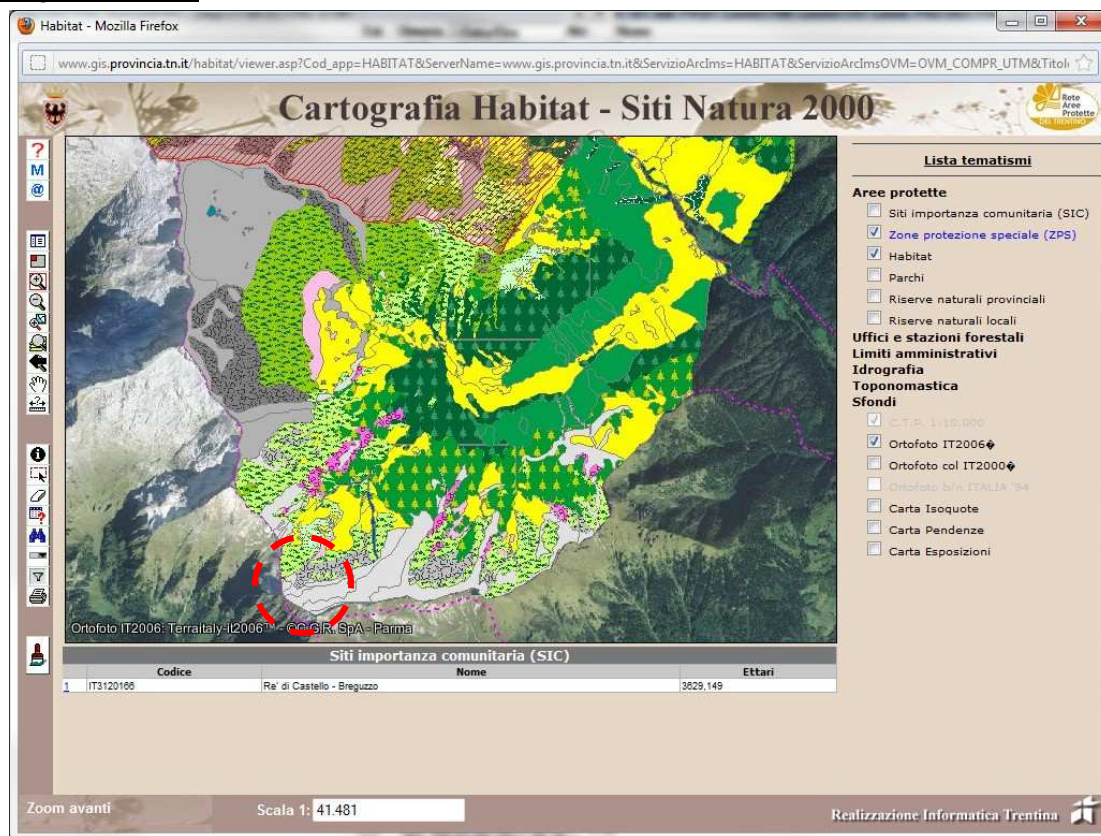 Habitat - Mozilla Firefox
www.gis.provincia.tn.it/habitat/viewer.asp?Cod_app=HABITAT&ServerName=www.gis.provincia.tn.it&ServizioArcIms=HABITAT&ServizioArcImsOVM=OVM_COMPR_UTM&Titol
Cartografia Habitat - Siti Natura 2000
Rete
Aree
Protette
DEL TRENTINO
?
M
@
Lista tematismi
Aree protette
Siti importanza comunitaria (SIC)
Zone protezione speciale (ZPS)
Habitat
Parchi
Riserve naturali provinciali
Riserve naturali locali
Uffici e stazioni forestali
Limiti amministrativi
Idrografia
Toponomastica
Sfondi
C.T.P. 1:10.000
Ortofoto IT2006�
Ortofoto col IT2000�
Ortofoto b/n ITALIA '94
Carta Isoquote
Carta Pendenze
Carta Esposizioni
Ortofoto IT2006: Terraitaly-it2006™ - ©C.G.R. SpA - Parma
Siti importanza comunitaria (SIC)
Codice Nome Ettari
1 IT3120166 Re' di Castello - Breguzzo 3629,149
Zoom avanti Scala 1: 41.481 Realizzazione Informatica Trentina